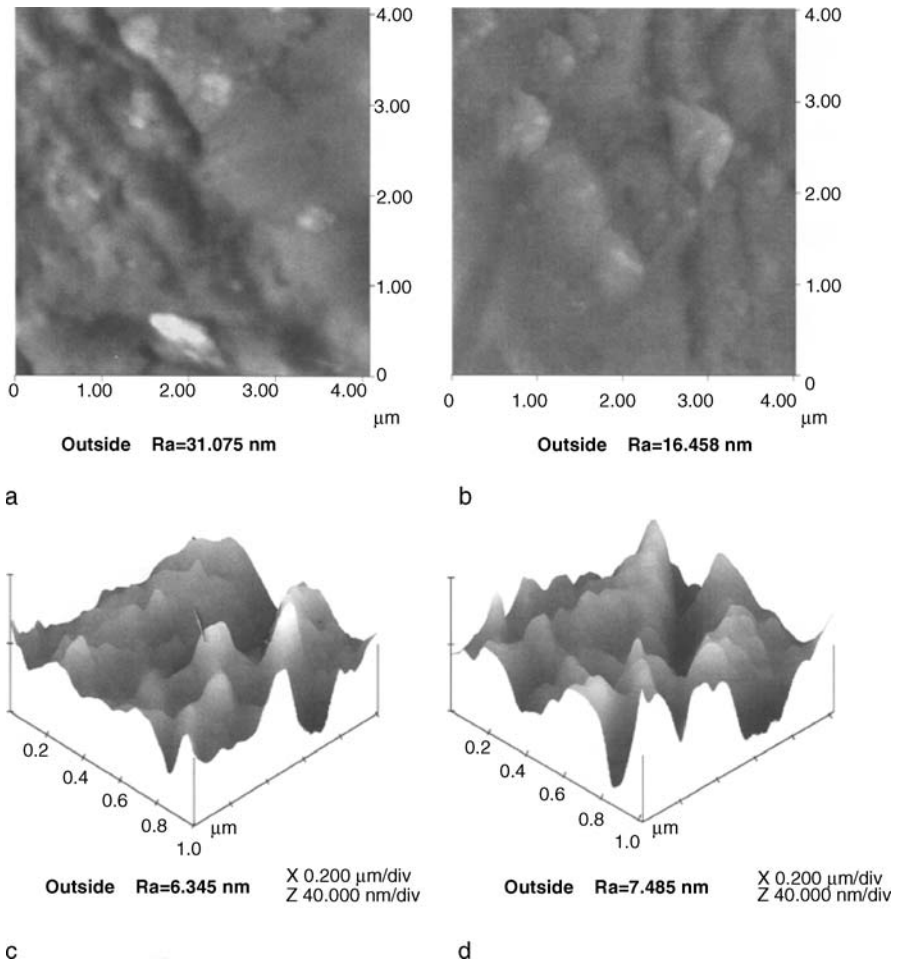 4.00
3.00
2.00
1.00
0
0 1.00 2.00 3.00 4.00
μm
Outside Ra=31.075 nm
a
4.00
3.00
2.00
1.00
0
0 1.00 2.00 3.00 4.00
μm
Outside Ra=16.458 nm
b
0.2
0.4
0.6
0.8
1.0
μm
Outside Ra=6.345 nm
X 0.200 μm/div
Z 40.000 nm/div
c
0.2
0.4
0.6
0.8
1.0
μm
Outside Ra=7.485 nm
X 0.200 μm/div
Z 40.000 nm/div
d